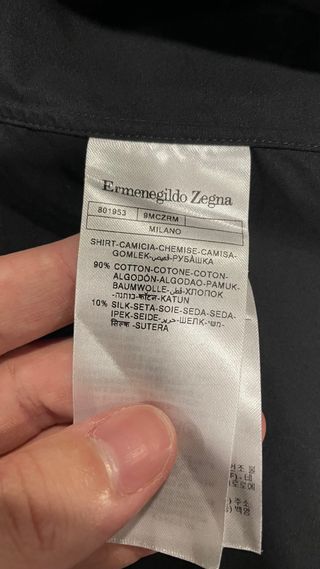 Ermenegildo Zegna
801953 9MCZRM
MILANO
SHIRT-CAMICIA-CHEMISE-CAMISA-
GOMLEK-قميص-РУБАШКА
90% COTTON-COTONE-COTON-
ALGODÓN-ALGODAO-PAMUK-
BAUMWOLLE-قطن-ХЛОПОК
-כותנה-कॉटन-KATUN
10% SILK-SETA-SOIE-SEDA-SEDA-
IPEK-SEIDE-حرير-ШЕЛК-משי-
सिल्क-SUTERA